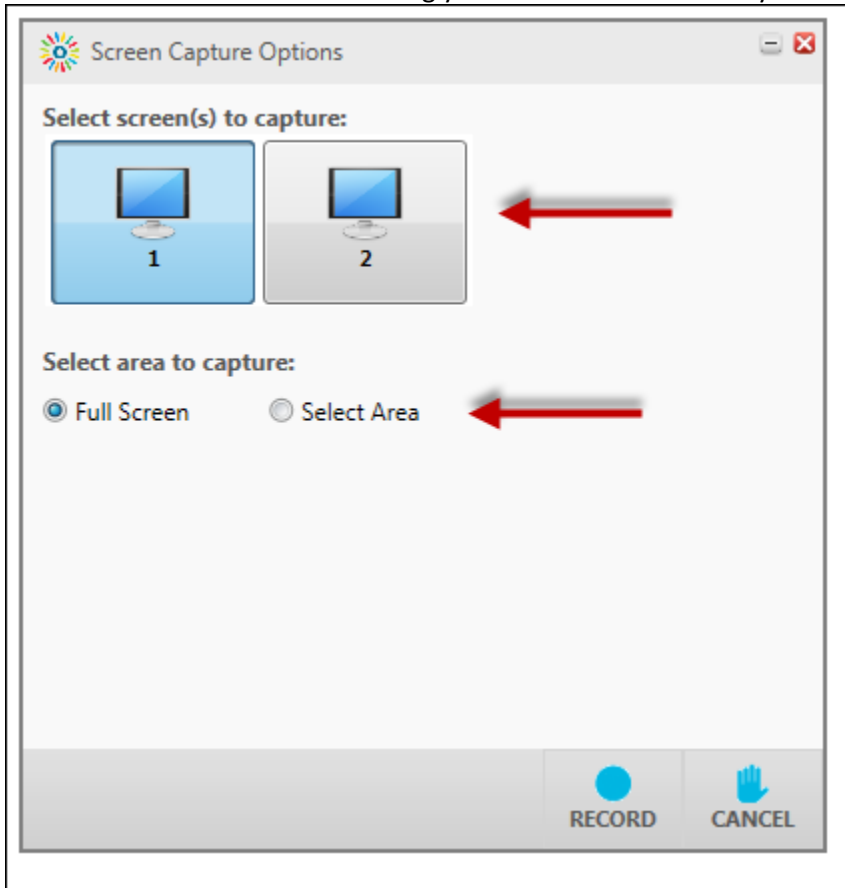 Screen Capture Options
Select screen(s) to capture:
1 2
Select area to capture:
Full Screen Select Area
RECORD CANCEL